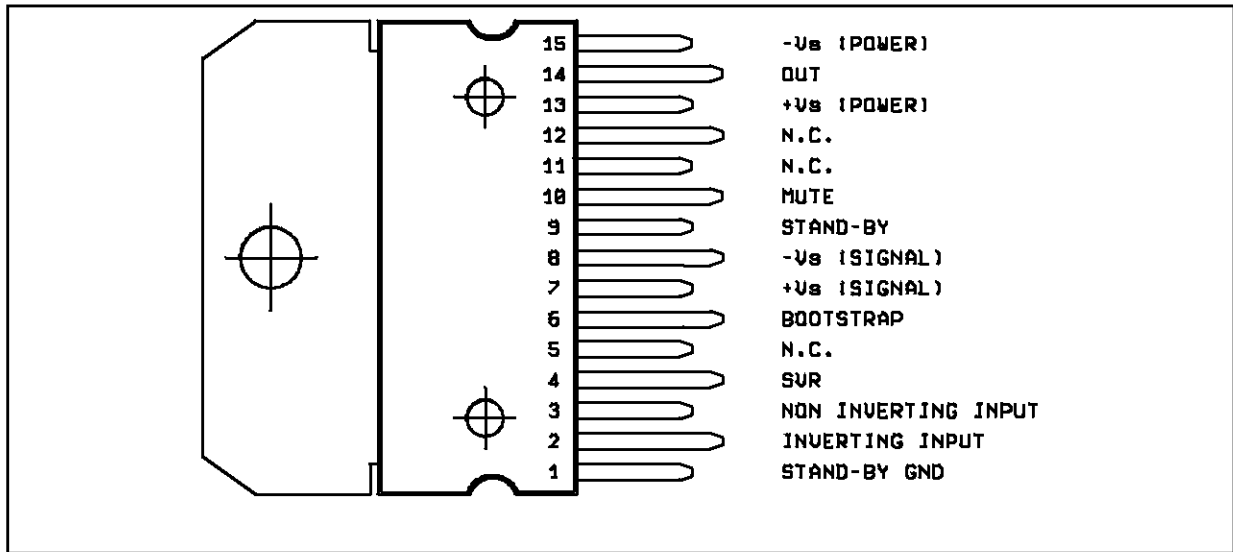 15 -Vs (POWER)
14 OUT
13 +Vs (POWER)
12 N.C.
11 N.C.
10 MUTE
9 STAND-BY
8 -Vs (SIGNAL)
7 +Vs (SIGNAL)
6 BOOTSTRAP
5 N.C.
4 SVR
3 NON INVERTING INPUT
2 INVERTING INPUT
1 STAND-BY GND